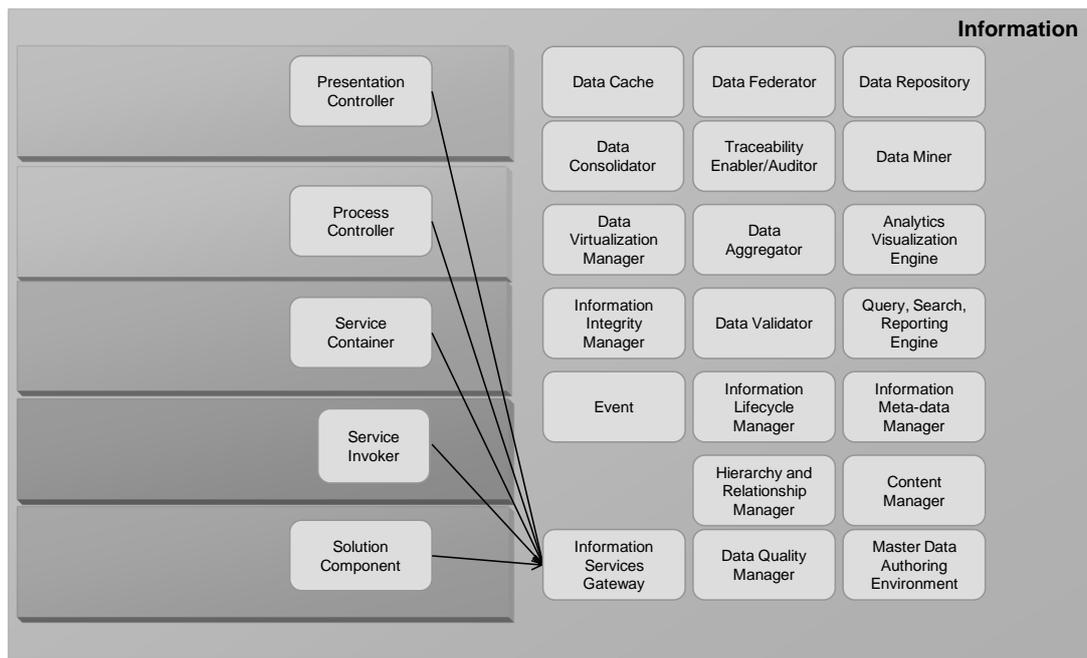 Information
Presentation
Controller
Data Cache
Data Federator
Data Repository
Data
Consolidator
Traceability
Enabler/Auditor
Data Miner
Process
Controller
Data
Virtualization
Manager
Data
Aggregator
Analytics
Visualization
Engine
Service
Container
Information
Integrity
Manager
Data Validator
Query, Search,
Reporting
Engine
Event
Information
Lifecycle
Manager
Information
Meta-data
Manager
Service
Invoker
Hierarchy and
Relationship
Manager
Content
Manager
Solution
Component
Information
Services
Gateway
Data Quality
Manager
Master Data
Authoring
Environment